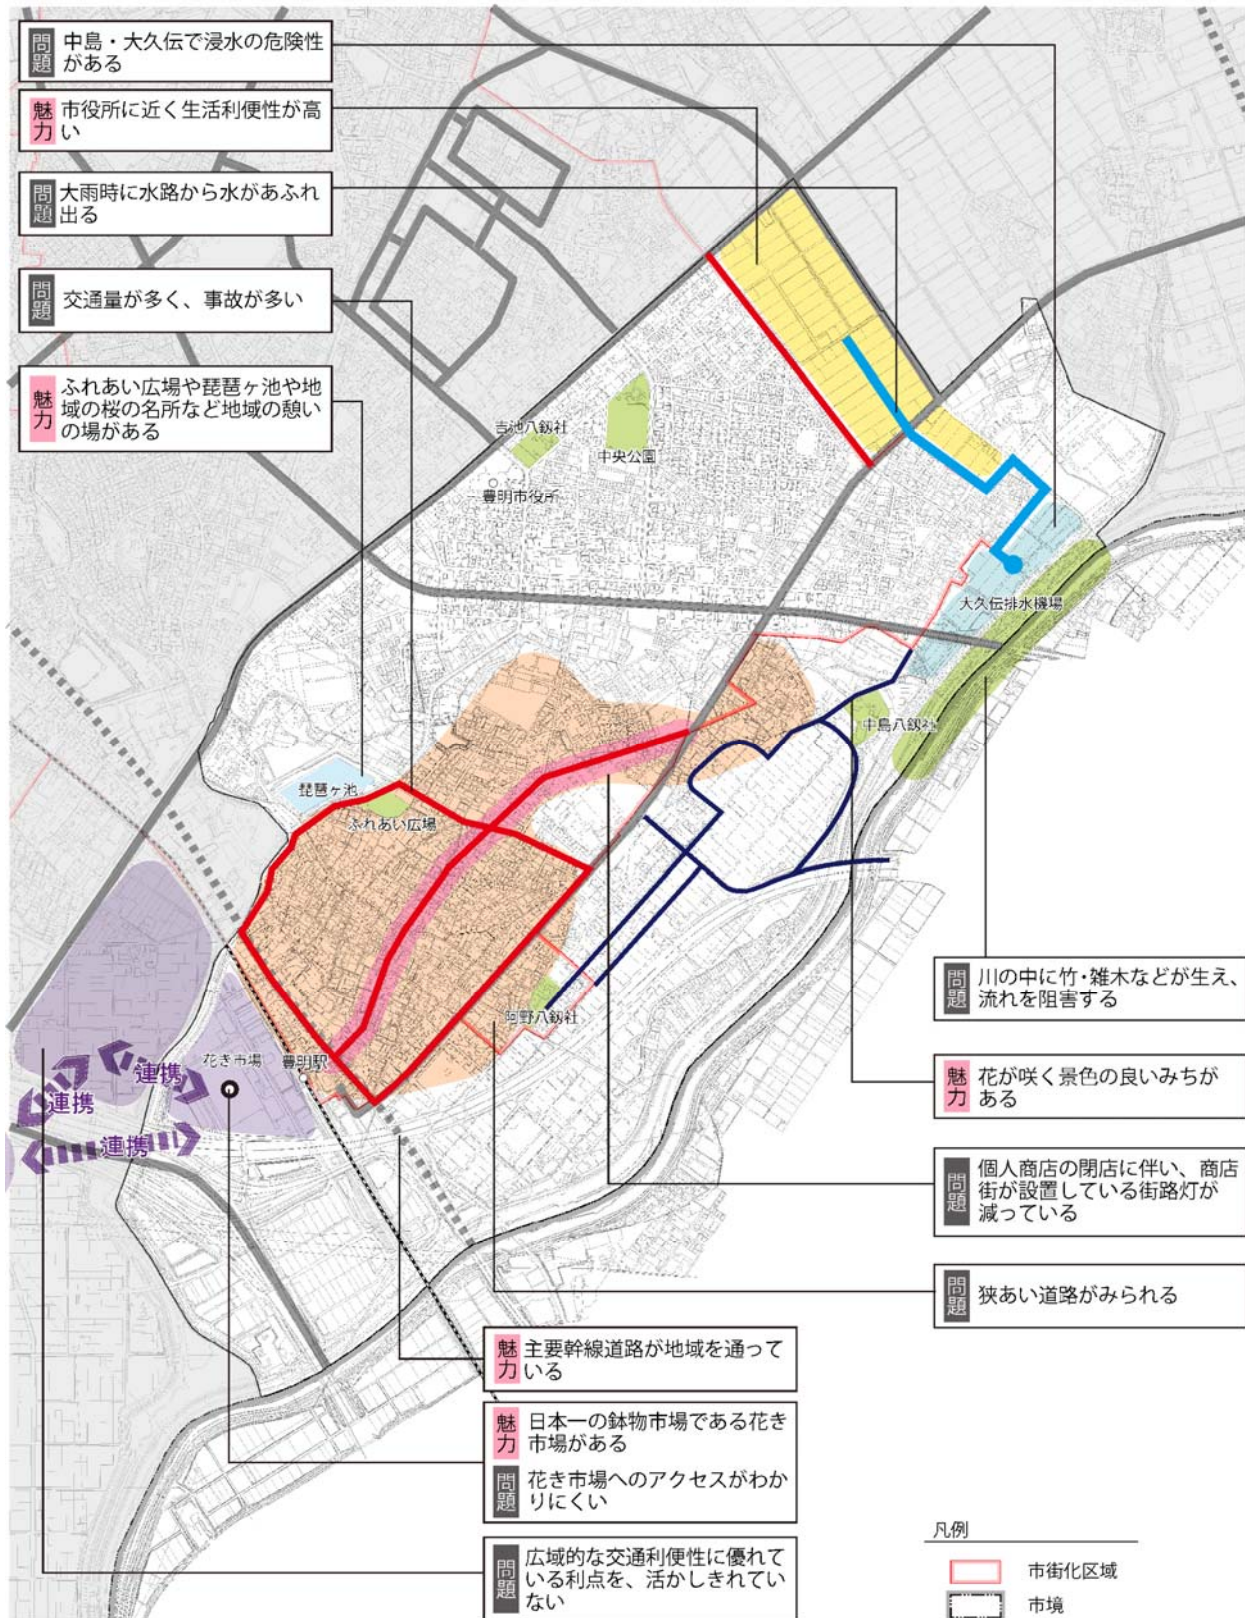 問題
中島・大久伝で浸水の危険性
がある
魅力
市役所に近く生活利便性が高
い
問題
大雨時に水路から水があふれ
出る
問題
交通量が多く、事故が多い
魅力
ふれあい広場や琵琶ヶ池や地
域の桜の名所など地域の憩い
の場がある
吉池八剱社
中央公園
豊明市役所
大久伝排水機場
中島八剱社
琵琶ヶ池
ふれあい広場
阿野八剱社
花き市場
豊明駅
連携
連携
連携
問題
川の中に竹・雑木などが生え、
流れを阻害する
魅力
花が咲く景色の良いみちが
ある
問題
個人商店の閉店に伴い、商店
街が設置している街路灯が
減っている
問題
狭あい道路がみられる
魅力
主要幹線道路が地域を通って
いる
魅力
日本一の鉢物市場である花き
市場がある
問題
花き市場へのアクセスがわか
りにくい
問題
広域的な交通利便性に優れて
いる利点を、活かしきれてい
ない
凡例
市街化区域
市境